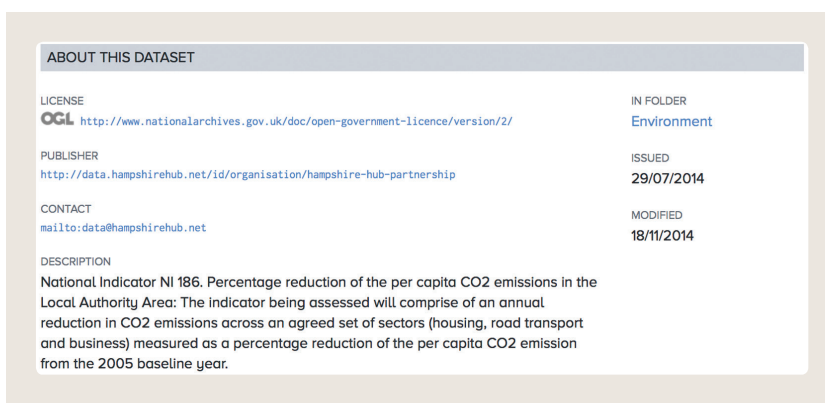 ABOUT THIS DATASET
LICENSE
OGL http://www.nationalarchives.gov.uk/doc/open-government-licence/version/2/
PUBLISHER
http://data.hampshirehub.net/id/organisation/hampshire-hub-partnership
CONTACT
mailto:data@hampshirehub.net
DESCRIPTION
National Indicator NI 186. Percentage reduction of the per capita CO2 emissions in the
Local Authority Area: The indicator being assessed will comprise of an annual
reduction in CO2 emissions across an agreed set of sectors (housing, road transport
and business) measured as a percentage reduction of the per capita CO2 emission
from the 2005 baseline year.
IN FOLDER
Environment
ISSUED
29/07/2014
MODIFIED
18/11/2014